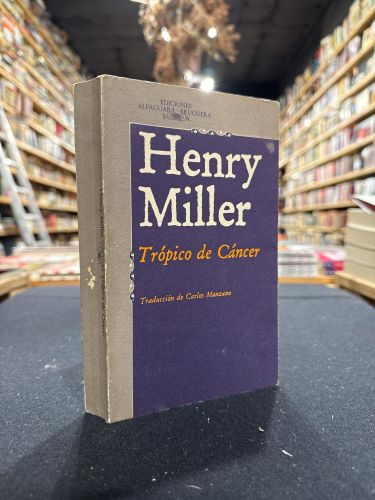 EDICIONES
ALFAGUARA·BRUGUERA
S.A.
Henry
Miller
Trópico de Cáncer
Traducción de Carlos Manzano